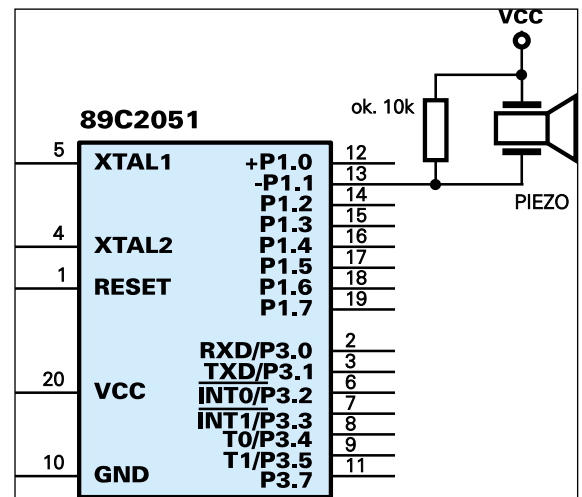 VCC
ok. 10k
PIEZO
89C2051
5 XTAL1 +P1.0 12
-P1.1 13
P1.2 14
P1.3 15
4 XTAL2 P1.4 16
P1.5 17
1 RESET P1.6 18
P1.7 19
RXD/P3.0 2
TXD/P3.1 3
20 VCC INT0/P3.2 6
INT1/P3.3 7
T0/P3.4 8
T1/P3.5 9
10 GND P3.7 11